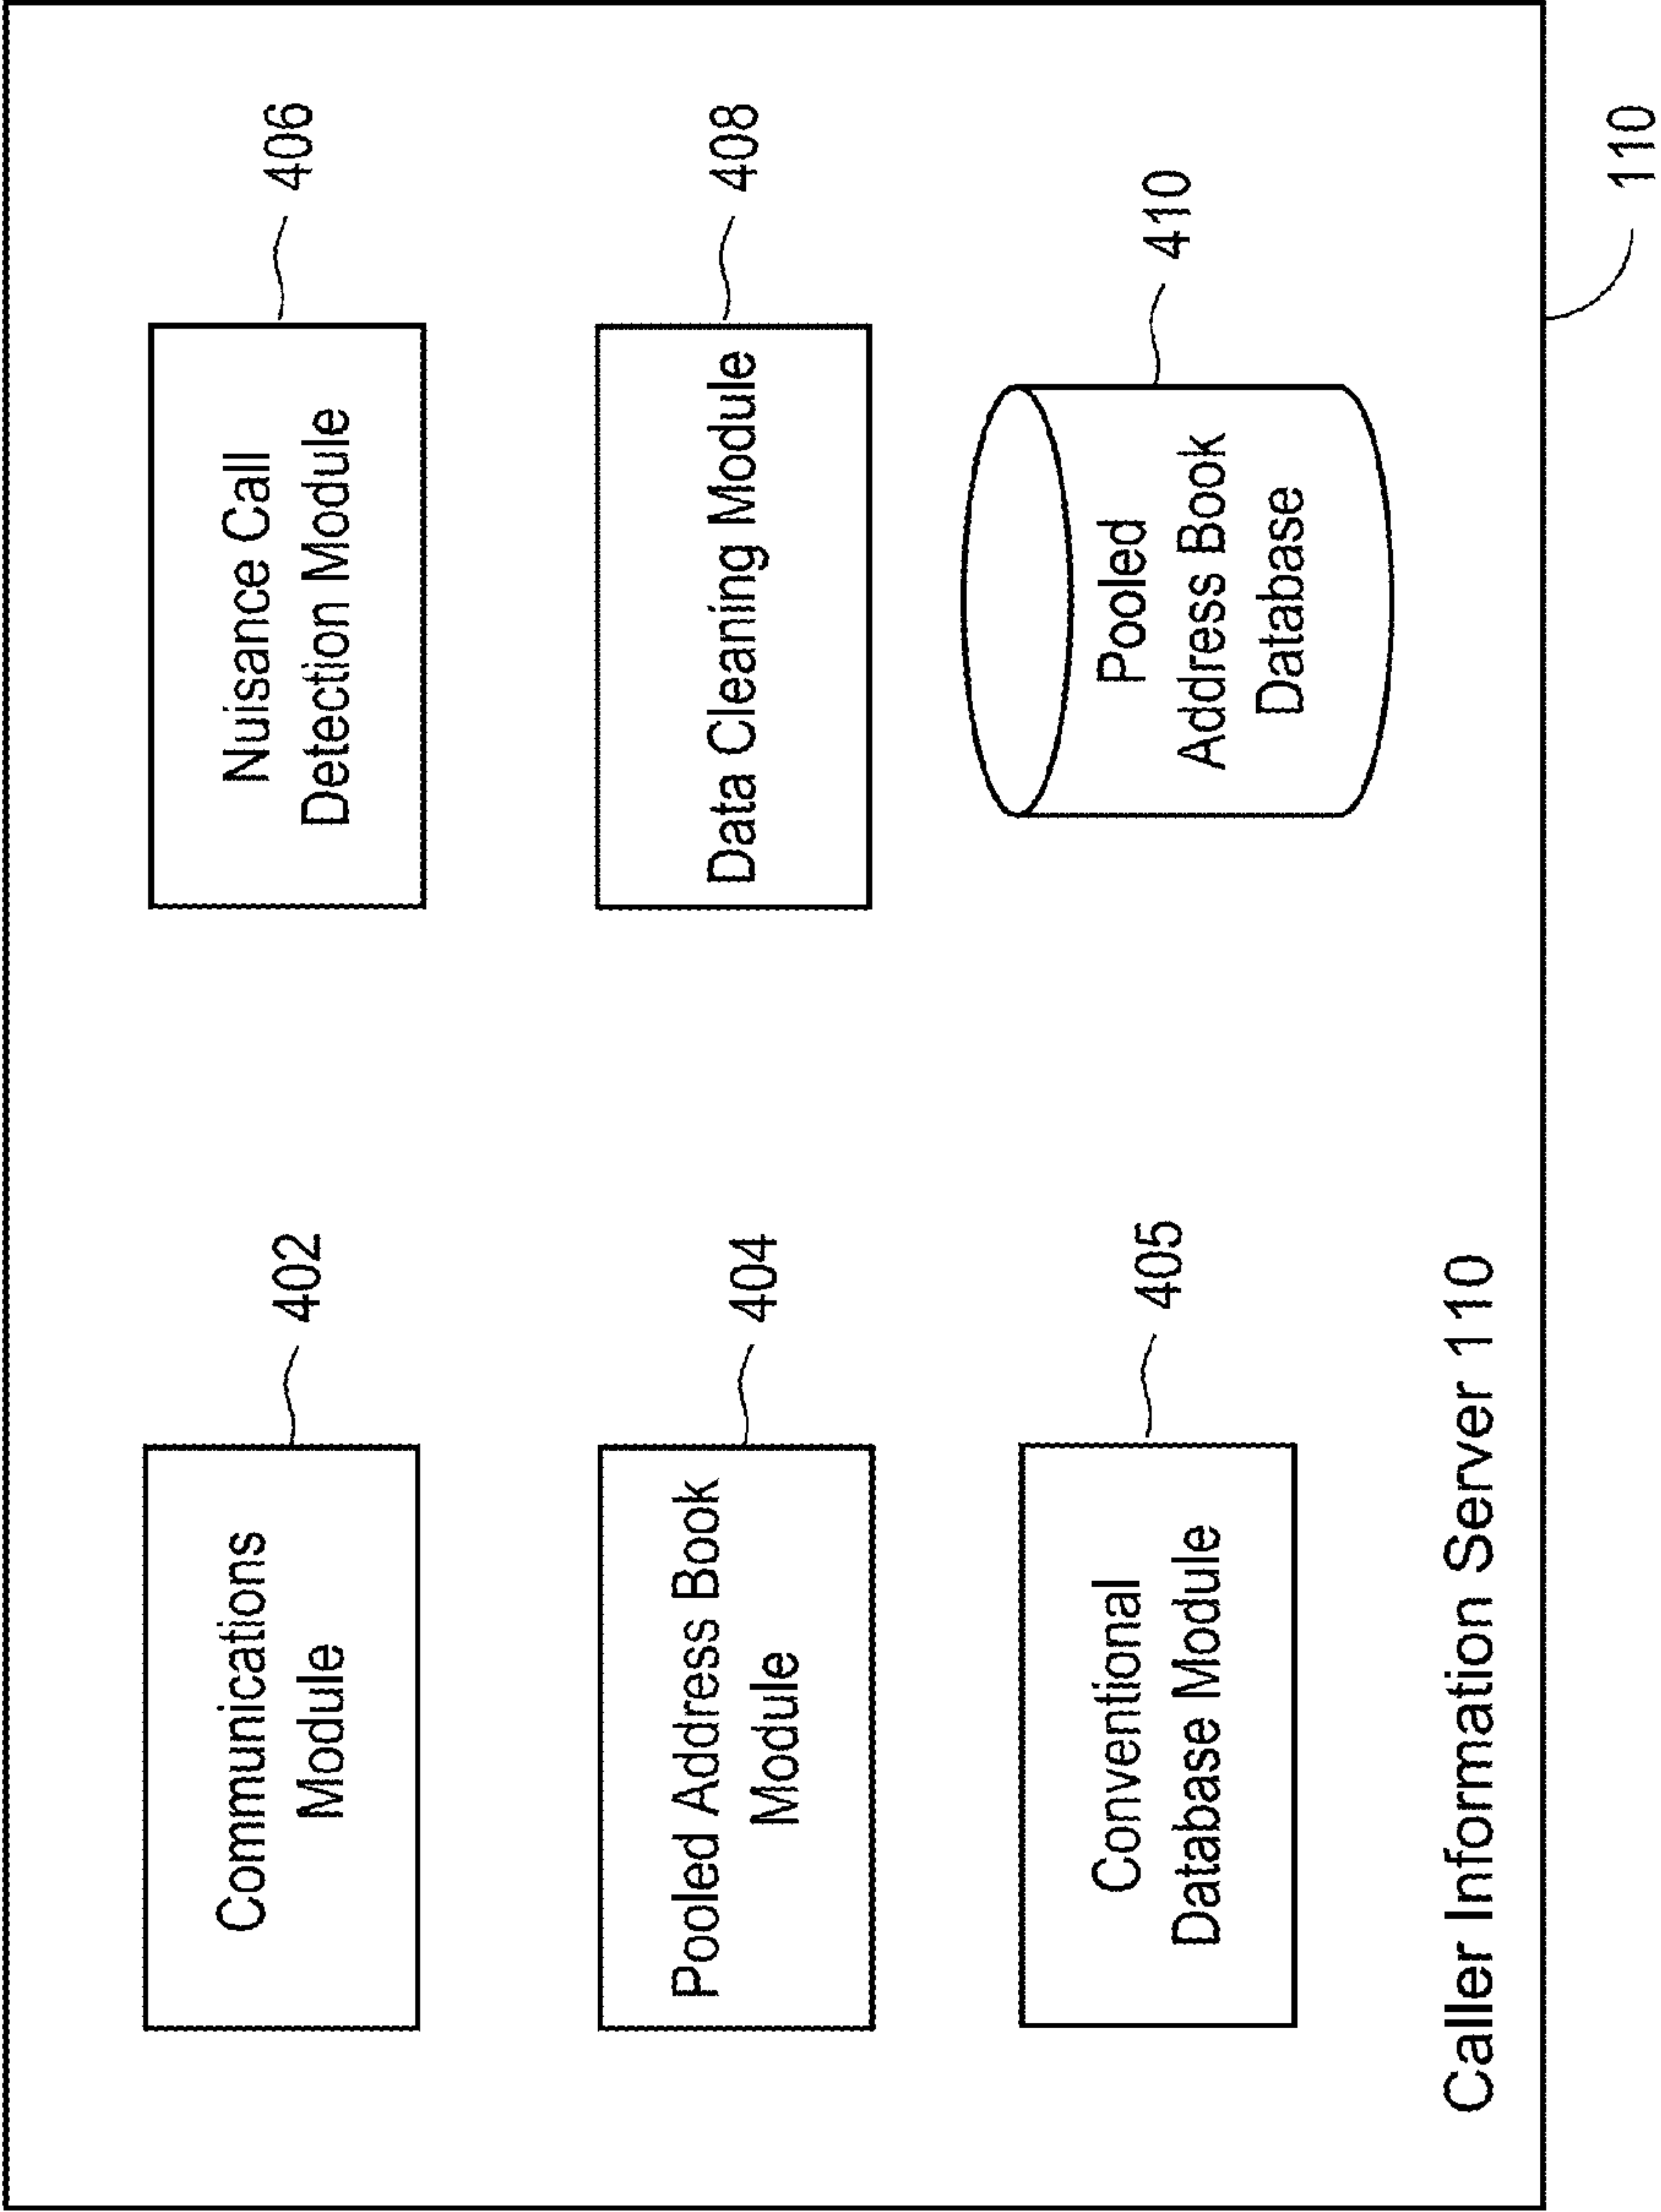 Communications
Module
402
Pooled Address Book
Module
404
Conventional
Database Module
405
Nuisance Call
Detection Module
406
Data Cleaning Module
408
Pooled
Address Book
Database
410
Caller Information Server 110
110